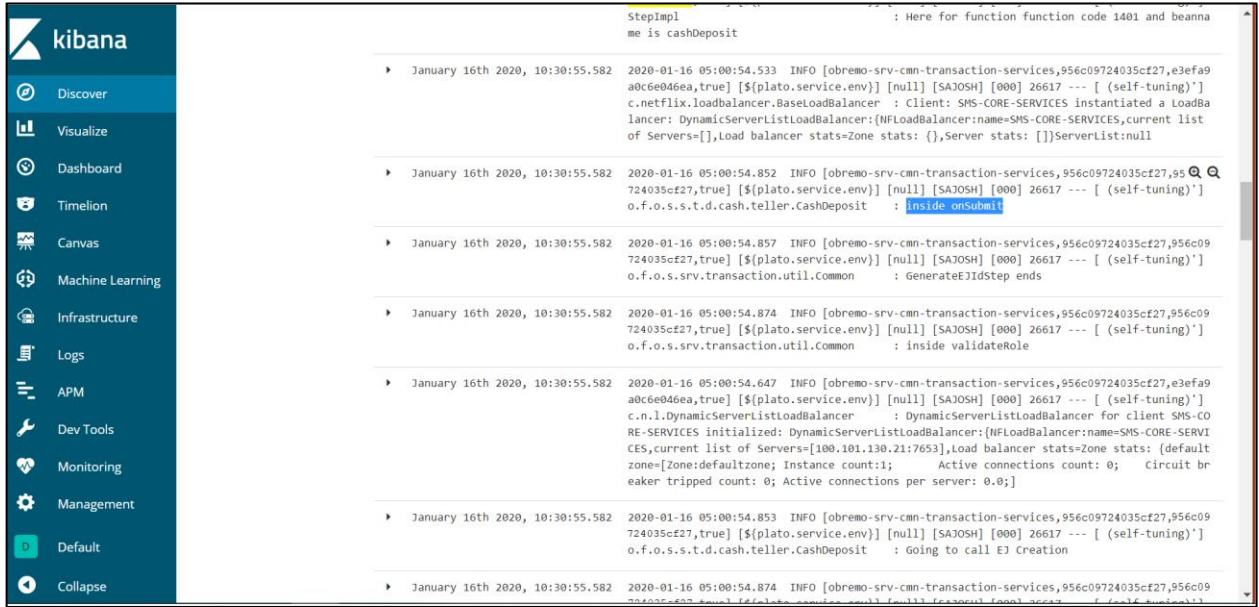 kibana
Discover
Visualize
Dashboard
Timelion
Canvas
Machine Learning
Infrastructure
Logs
APM
Dev Tools
Monitoring
Management
D
Default
Collapse
StepImpl : Here for function function code 1401 and beanna
me is cashDeposit
January 16th 2020, 10:30:55.582 2020-01-16 05:00:54.533 INFO [obremo-srv-cmn-transaction-services,956c09724035cf27,e3efa9
a0c6e046ea,true] [${plato.service.env}] [null] [SAJOSH] [000] 26617 --- [ (self-tuning)']
c.netflix.loadbalancer.BaseLoadBalancer : Client: SMS-CORE-SERVICES instantiated a LoadBa
lancer: DynamicServerListLoadBalancer:{NFLoadBalancer:name=SMS-CORE-SERVICES,current list
of Servers=[],Load balancer stats=Zone stats: {},Server stats: []}ServerList:null
January 16th 2020, 10:30:55.582 2020-01-16 05:00:54.852 INFO [obremo-srv-cmn-transaction-services,956c09724035cf27,95
724035cf27,true] [${plato.service.env}] [null] [SAJOSH] [000] 26617 --- [ (self-tuning)']
o.f.o.s.s.t.d.cash.teller.CashDeposit : inside onSubmit
January 16th 2020, 10:30:55.582 2020-01-16 05:00:54.857 INFO [obremo-srv-cmn-transaction-services,956c09724035cf27,956c09
724035cf27,true] [${plato.service.env}] [null] [SAJOSH] [000] 26617 --- [ (self-tuning)']
o.f.o.s.srv.transaction.util.Common : GenerateEJIdStep ends
January 16th 2020, 10:30:55.582 2020-01-16 05:00:54.874 INFO [obremo-srv-cmn-transaction-services,956c09724035cf27,956c09
724035cf27,true] [${plato.service.env}] [null] [SAJOSH] [000] 26617 --- [ (self-tuning)']
o.f.o.s.srv.transaction.util.Common : inside validateRole
January 16th 2020, 10:30:55.582 2020-01-16 05:00:54.647 INFO [obremo-srv-cmn-transaction-services,956c09724035cf27,e3efa9
a0c6e046ea,true] [${plato.service.env}] [null] [SAJOSH] [000] 26617 --- [ (self-tuning)']
c.n.l.DynamicServerListLoadBalancer : DynamicServerListLoadBalancer for client SMS-CO
RE-SERVICES initialized: DynamicServerListLoadBalancer:{NFLoadBalancer:name=SMS-CORE-SERVI
CES,current list of Servers=[100.101.130.21:7653],Load balancer stats=Zone stats: {default
zone=[Zone:defaultzone; Instance count:1; Active connections count: 0; Circuit br
eaker tripped count: 0; Active connections per server: 0.0;]
January 16th 2020, 10:30:55.582 2020-01-16 05:00:54.853 INFO [obremo-srv-cmn-transaction-services,956c09724035cf27,956c09
724035cf27,true] [${plato.service.env}] [null] [SAJOSH] [000] 26617 --- [ (self-tuning)']
o.f.o.s.s.t.d.cash.teller.CashDeposit : Going to call EJ Creation
January 16th 2020, 10:30:55.582 2020-01-16 05:00:54.874 INFO [obremo-srv-cmn-transaction-services,956c09724035cf27,956c09